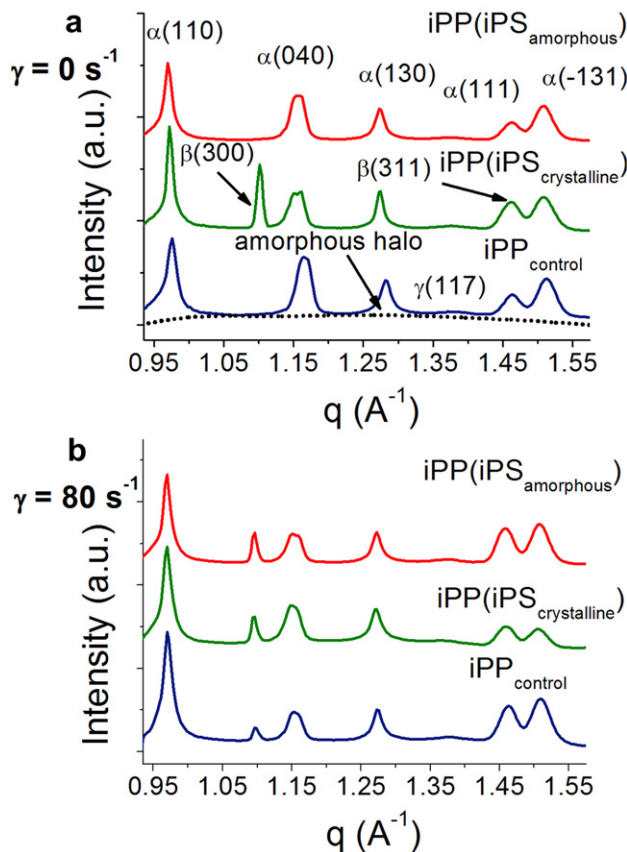 a
iPP(iPSamorphous)
γ = 0 s-1
α(110)
α(040)
α(130)
α(111)
α(-131)
β(300)
β(311)
iPP(iPScrystalline)
amorphous halo
iPPcontrol
γ(117)
Intensity (a.u.)
0.95 1.05 1.15 1.25 1.35 1.45 1.55
q (A-1)
b
γ = 80 s-1
iPP(iPSamorphous)
iPP(iPScrystalline)
iPPcontrol
Intensity (a.u.)
0.95 1.05 1.15 1.25 1.35 1.45 1.55
q (A-1)